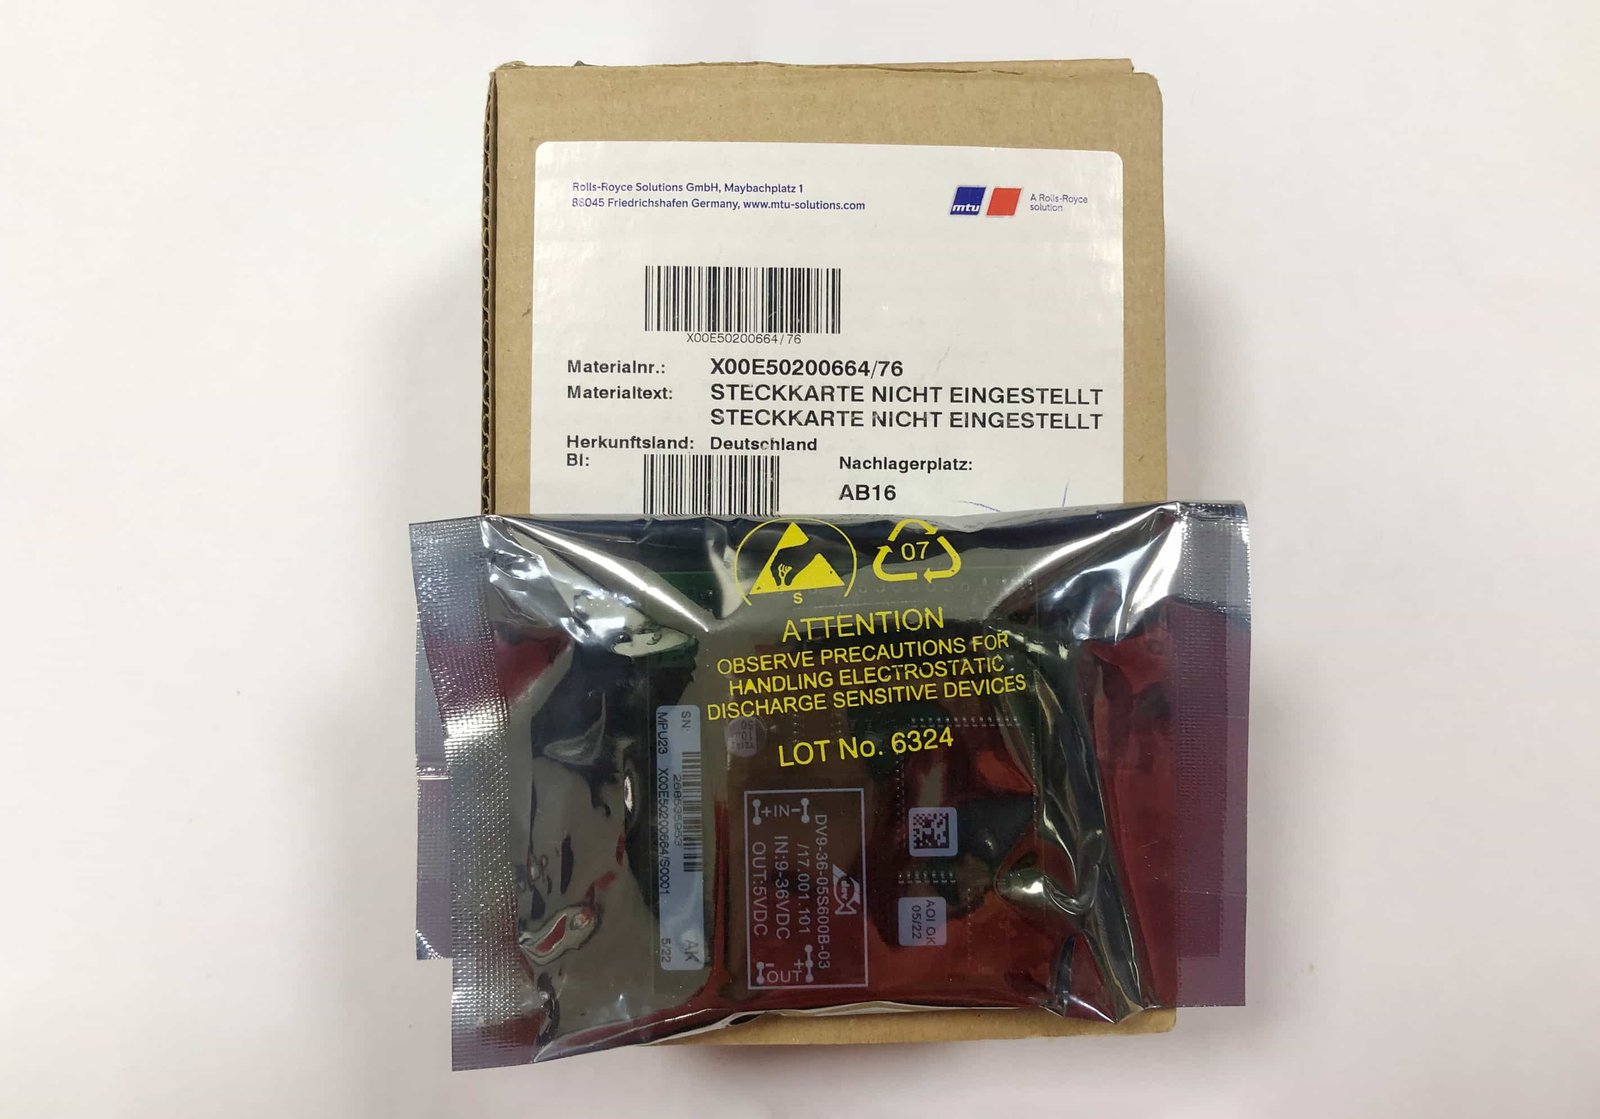 Rolls-Royce Solutions GmbH, Maybachplatz 1
88045 Friedrichshafen Germany, www.mtu-solutions.com
mtu
A Rolls-Royce
solution
X00E50200664/76
Materialnr.: X00E50200664/76
Materialtext: STECKKARTE NICHT EINGESTELLT
STECKKARTE NICHT EINGESTELLT
Herkunftsland: Deutschland
BI:
Nachlagerplatz:
AB16
07
S
ATTENTION
OBSERVE PRECAUTIONS FOR
HANDLING ELECTROSTATIC
DISCHARGE SENSITIVE DEVICES
LOT No. 6324
SN:
MPU23 X00E50200664/S0001 5/22
AK
+IN-
DV9-36-05S600B-03
/17.001.101
IN:9-36VDC
OUT:5VDC
dev
- OUT +
AOI OK
05/22